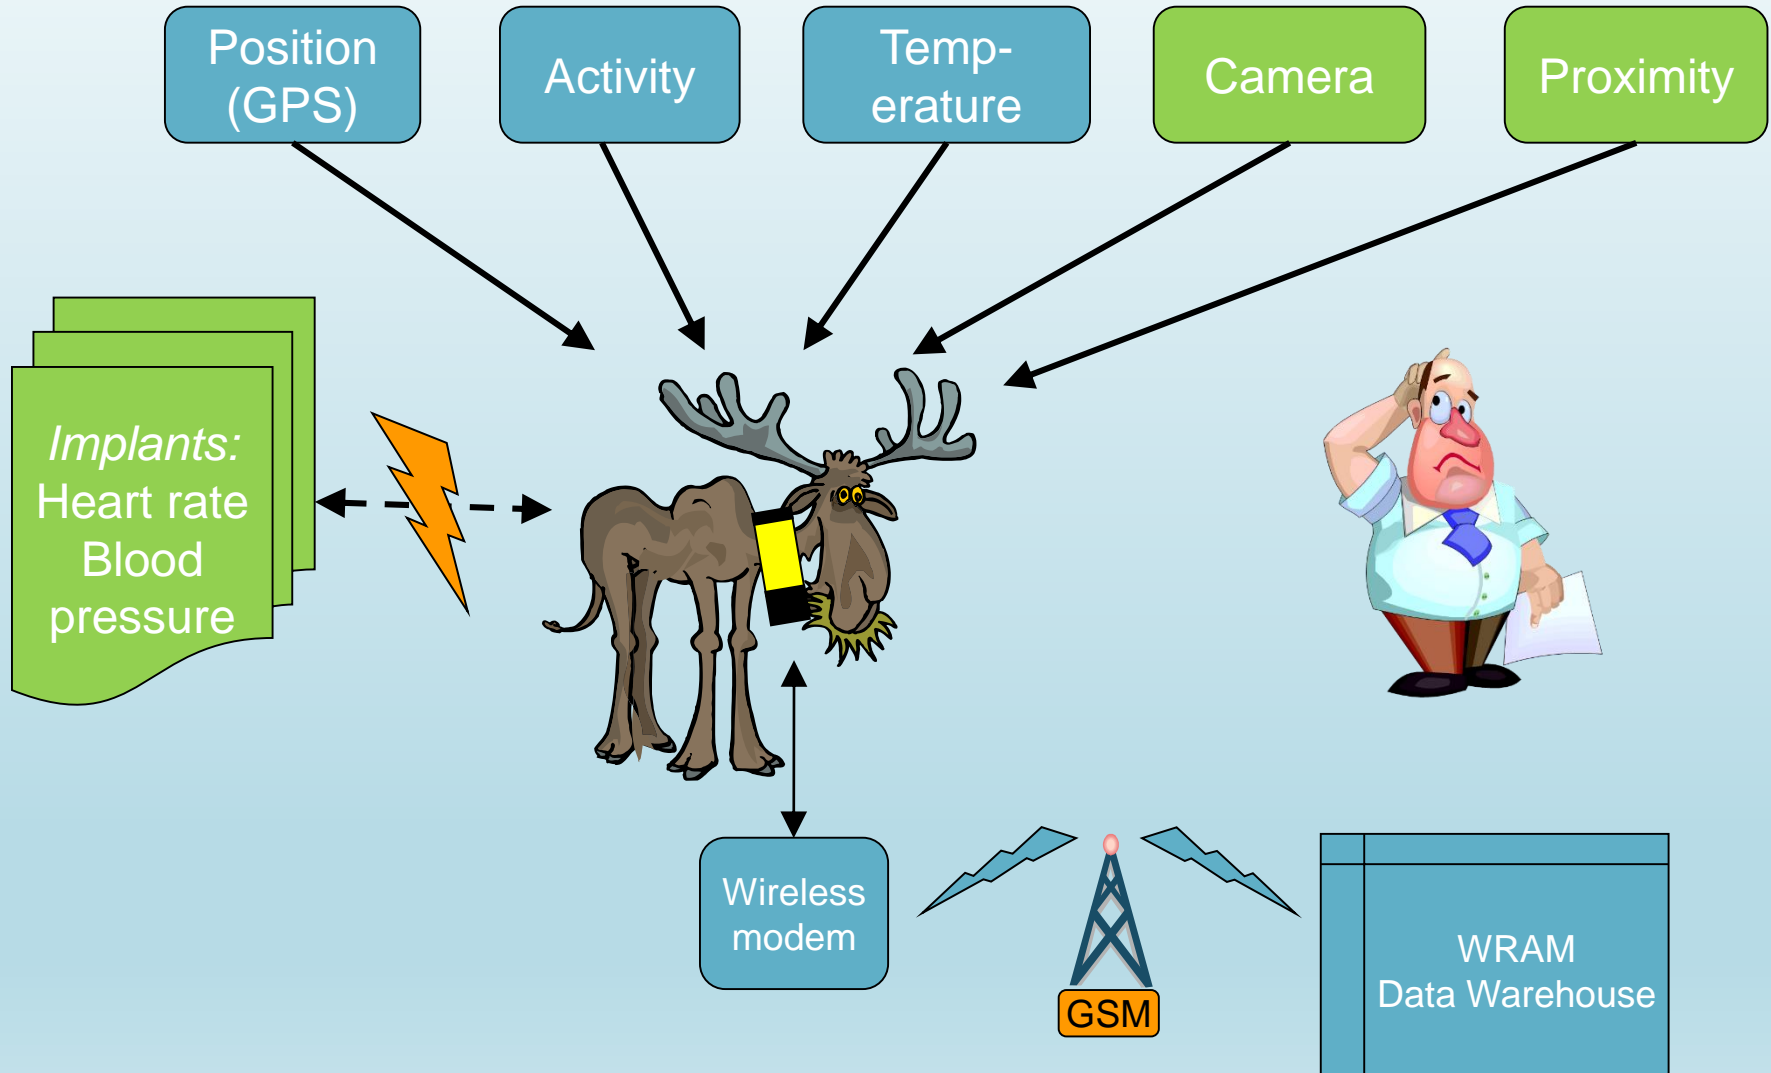 Position
(GPS)
Activity
Temp-
erature
Camera
Proximity
Implants:
Heart rate
Blood
pressure
Wireless
modem
GSM
WRAM
Data Warehouse